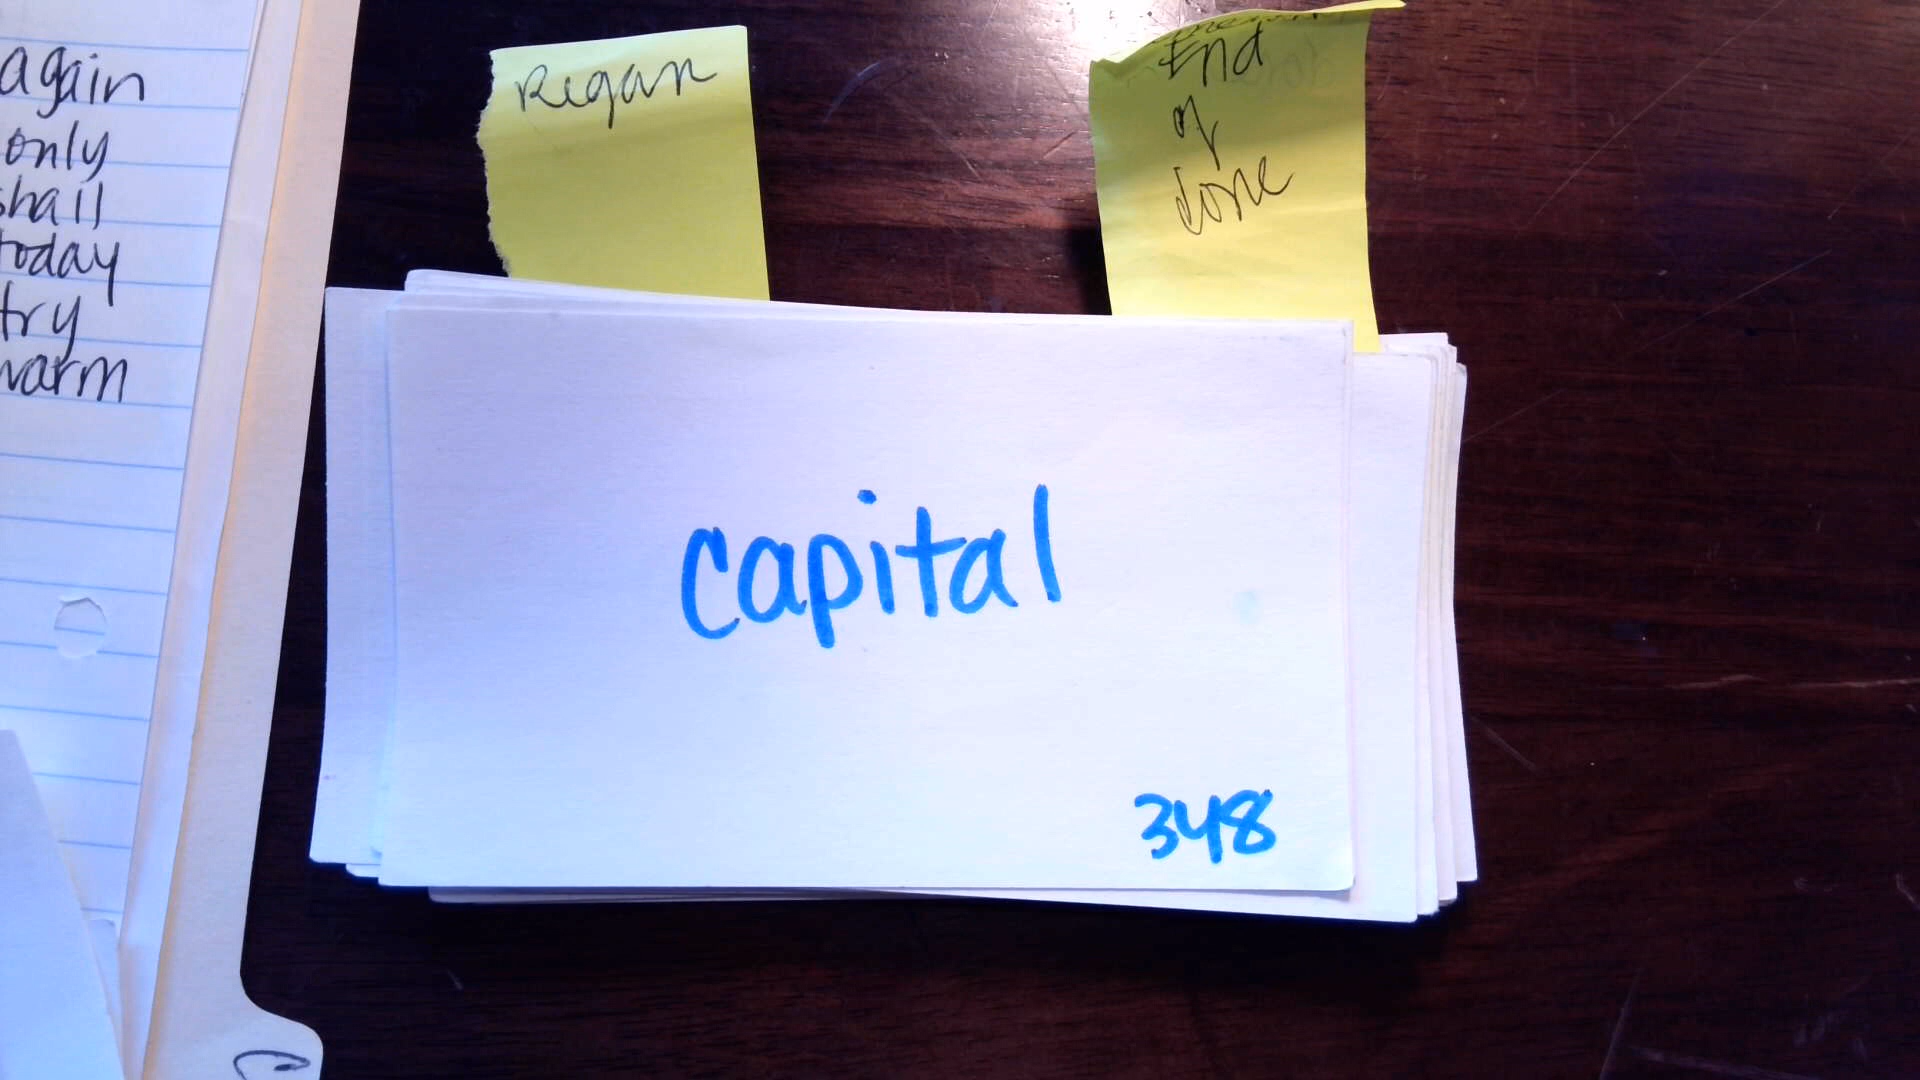 again
only
shall
today
try
warm
Regan
End
of
done
capital
348